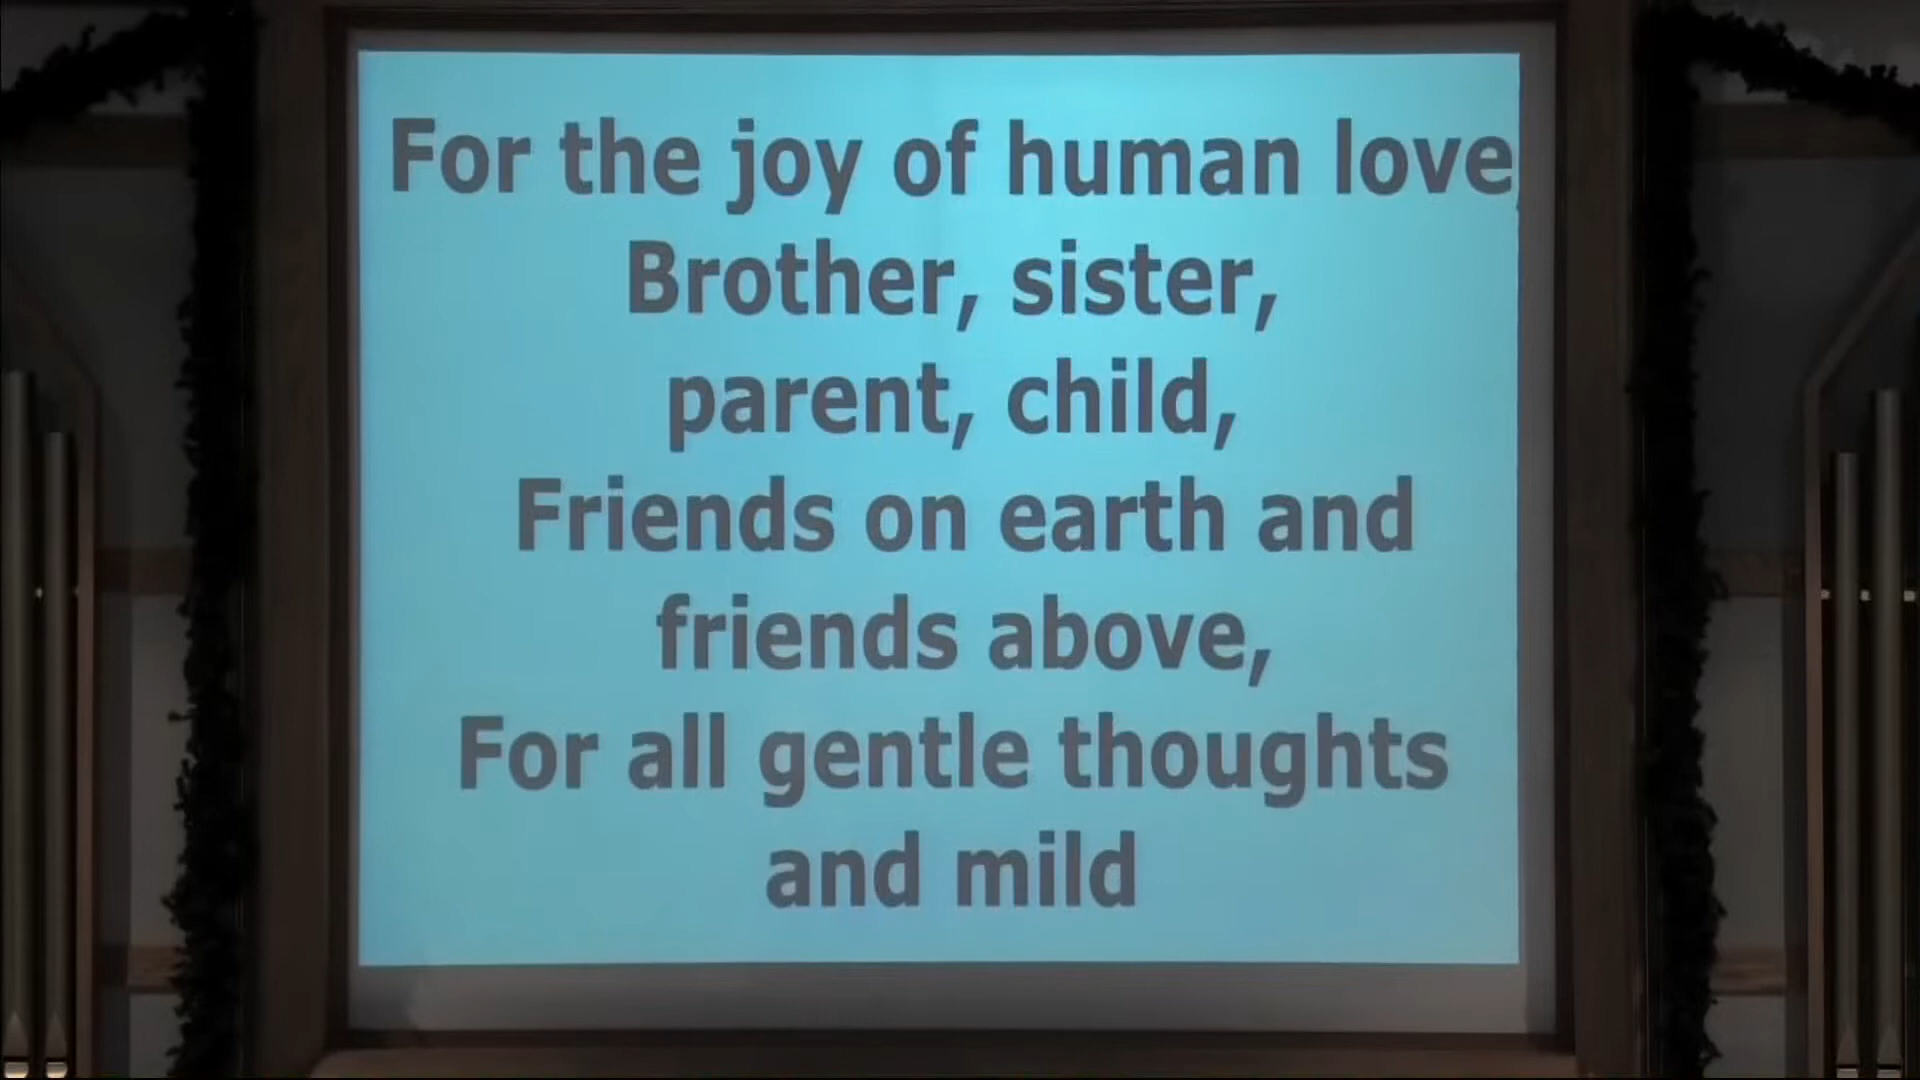 For the joy of human love,
Brother, sister,
parent, child,
Friends on earth and
friends above,
For all gentle thoughts
and mild